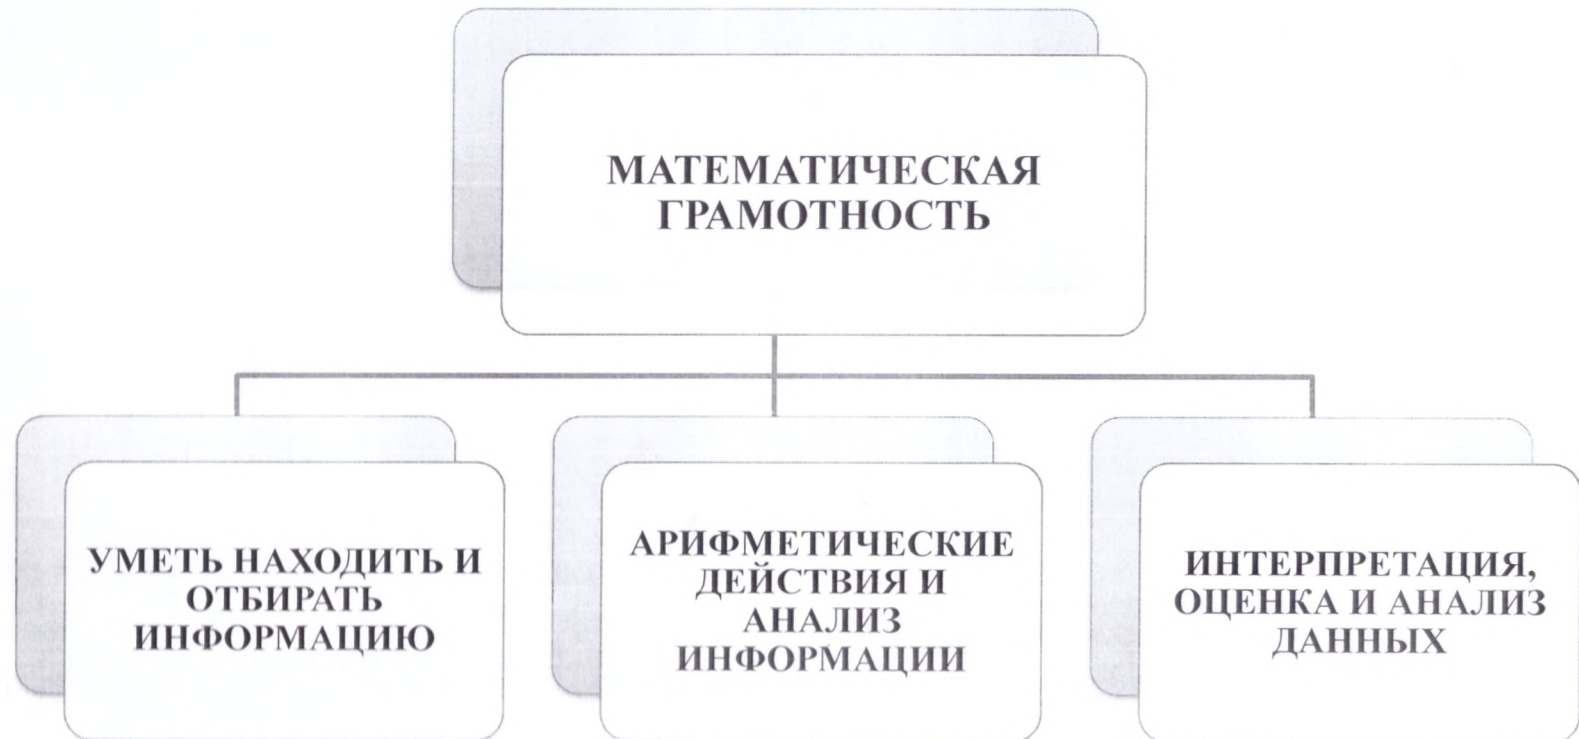 МАТЕМАТИЧЕСКАЯ
ГРАМОТНОСТЬ
УМЕТЬ НАХОДИТЬ И
ОТБИРАТЬ
ИНФОРМАЦИЮ
АРИФМЕТИЧЕСКИЕ
ДЕЙСТВИЯ И
АНАЛИЗ
ИНФОРМАЦИИ
ИНТЕРПРЕТАЦИЯ,
ОЦЕНКА И АНАЛИЗ
ДАННЫХ